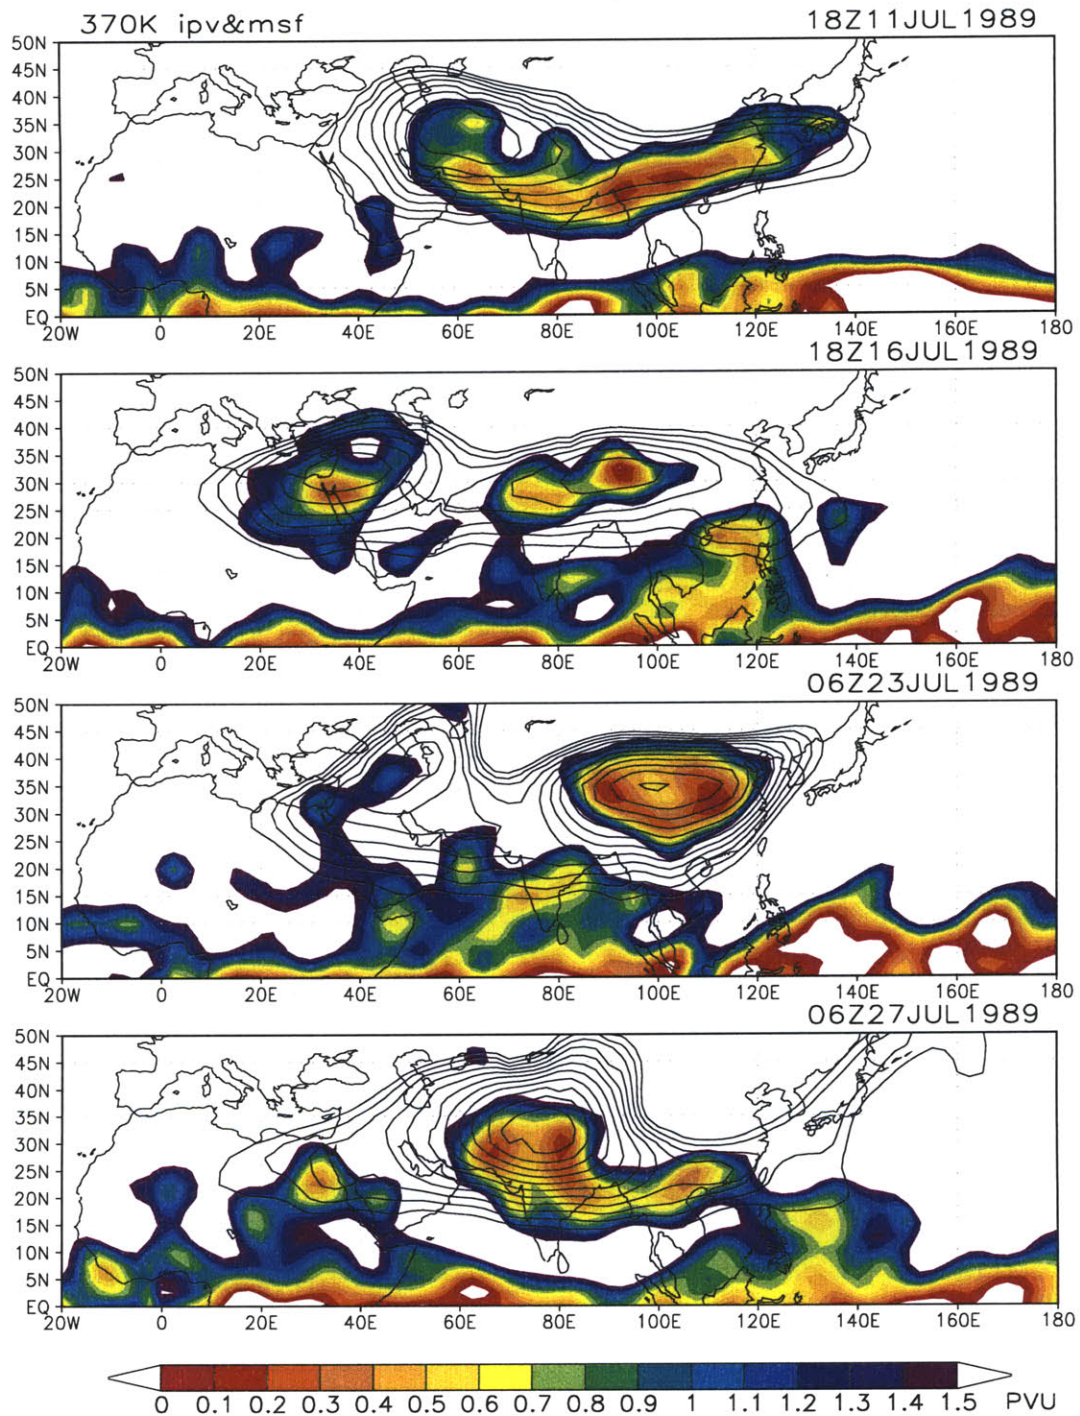 370K ipv&msf 18Z11JUL1989
50N
45N
40N
35N
30N
25N
20N
15N
10N
5N
EQ
20W 0 20E 40E 60E 80E 100E 120E 140E 160E 180
18Z16JUL1989
50N
45N
40N
35N
30N
25N
20N
15N
10N
5N
EQ
20W 0 20E 40E 60E 80E 100E 120E 140E 160E 180
06Z23JUL1989
50N
45N
40N
35N
30N
25N
20N
15N
10N
5N
EQ
20W 0 20E 40E 60E 80E 100E 120E 140E 160E 180
06Z27JUL1989
50N
45N
40N
35N
30N
25N
20N
15N
10N
5N
EQ
20W 0 20E 40E 60E 80E 100E 120E 140E 160E 180
0 0.1 0.2 0.3 0.4 0.5 0.6 0.7 0.8 0.9 1 1.1 1.2 1.3 1.4 1.5 PVU